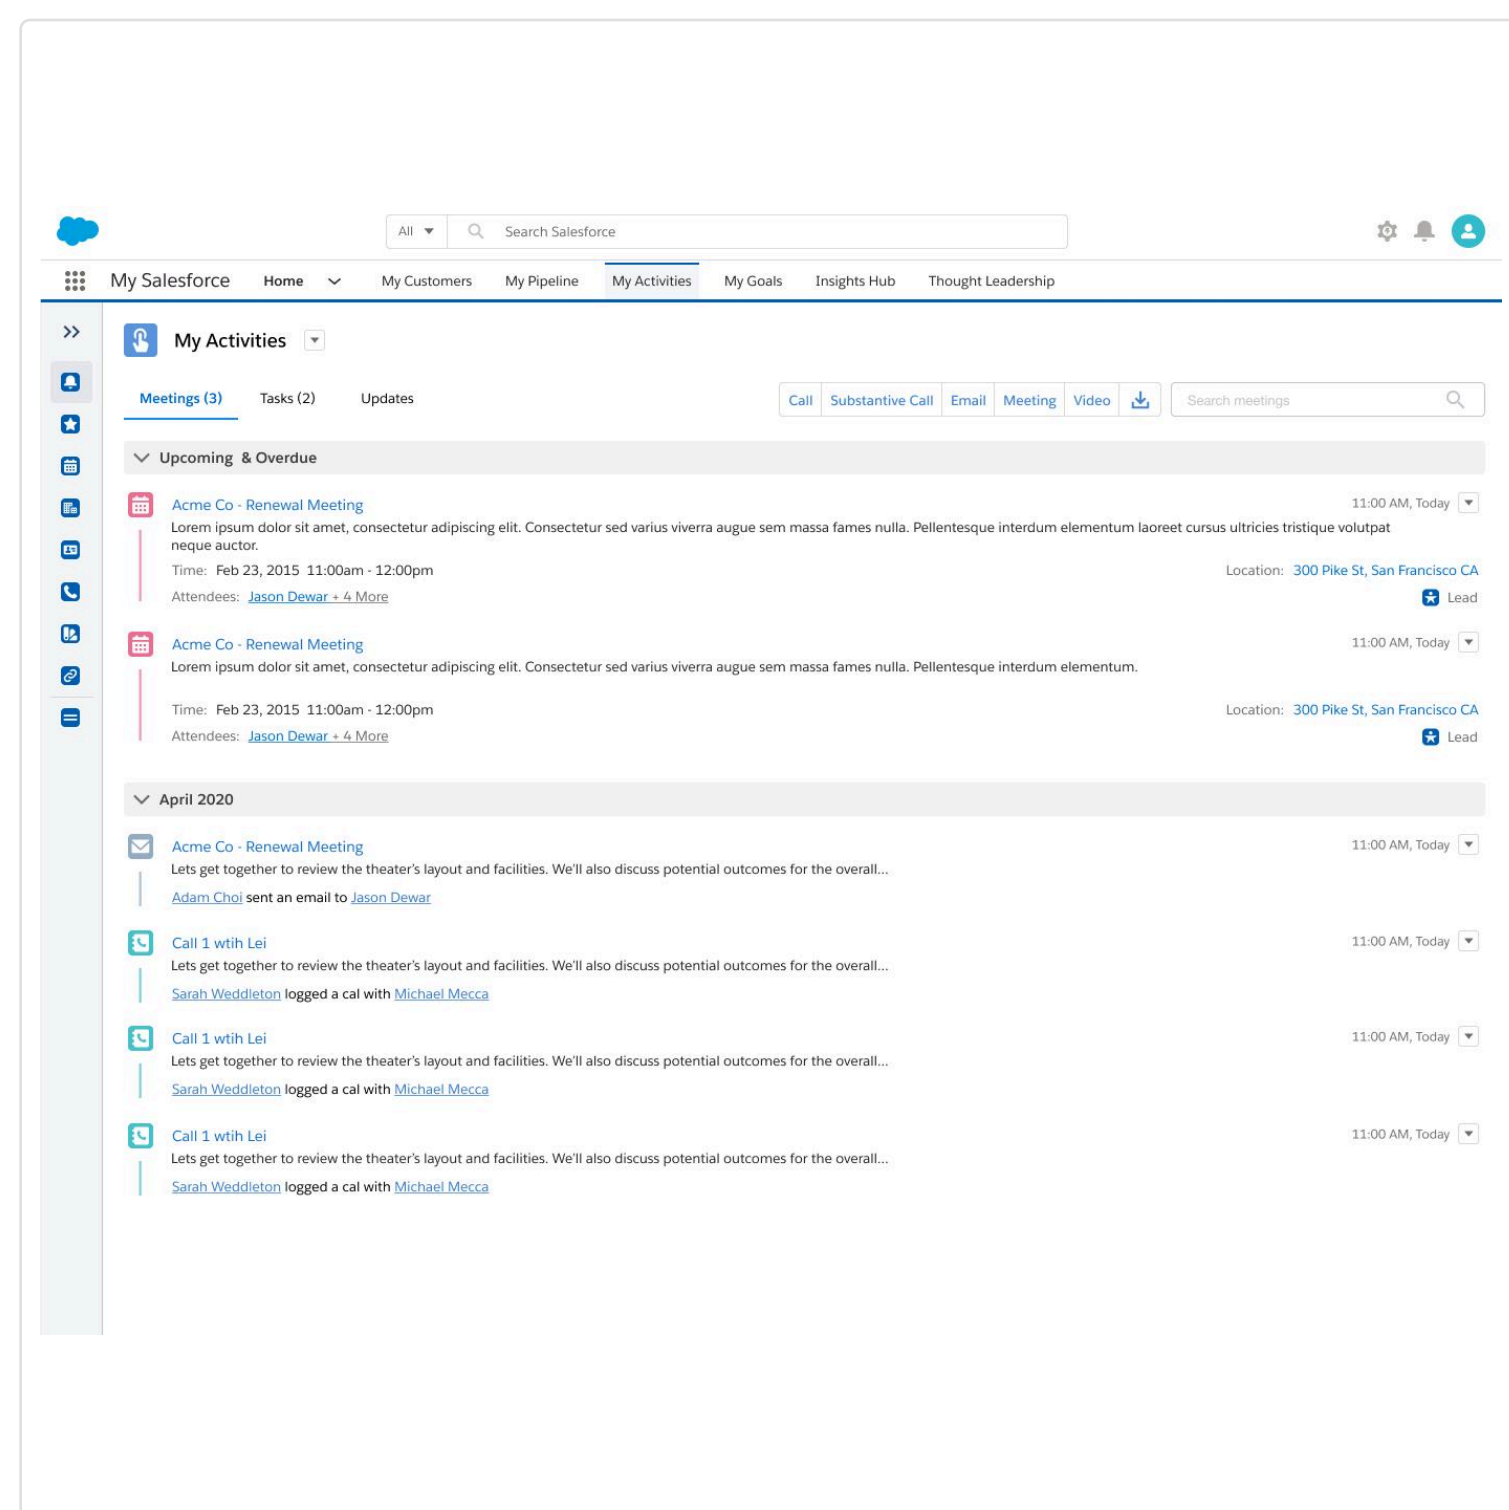 All
Search Salesforce
My Salesforce Home My Customers My Pipeline My Activities My Goals Insights Hub Thought Leadership
My Activities
Meetings (3) Tasks (2) Updates Call Substantive Call Email Meeting Video Search meetings
Upcoming & Overdue
Acme Co - Renewal Meeting 11:00 AM, Today
Lorem ipsum dolor sit amet, consectetur adipiscing elit. Consectetur sed varius viverra augue sem massa fames nulla. Pellentesque interdum elementum laoreet cursus ultricies tristique volutpat
neque auctor.
Time: Feb 23, 2015 11:00am - 12:00pm Location: 300 Pike St, San Francisco CA
Attendees: Jason Dewar + 4 More Lead
Acme Co - Renewal Meeting 11:00 AM, Today
Lorem ipsum dolor sit amet, consectetur adipiscing elit. Consectetur sed varius viverra augue sem massa fames nulla. Pellentesque interdum elementum.
Time: Feb 23, 2015 11:00am - 12:00pm Location: 300 Pike St, San Francisco CA
Attendees: Jason Dewar + 4 More Lead
April 2020
Acme Co - Renewal Meeting 11:00 AM, Today
Lets get together to review the theater's layout and facilities. We'll also discuss potential outcomes for the overall...
Adam Choi sent an email to Jason Dewar
Call 1 wtih Lei 11:00 AM, Today
Lets get together to review the theater's layout and facilities. We'll also discuss potential outcomes for the overall...
Sarah Weddleton logged a cal with Michael Mecca
Call 1 wtih Lei 11:00 AM, Today
Lets get together to review the theater's layout and facilities. We'll also discuss potential outcomes for the overall...
Sarah Weddleton logged a cal with Michael Mecca
Call 1 wtih Lei 11:00 AM, Today
Lets get together to review the theater's layout and facilities. We'll also discuss potential outcomes for the overall...
Sarah Weddleton logged a cal with Michael Mecca